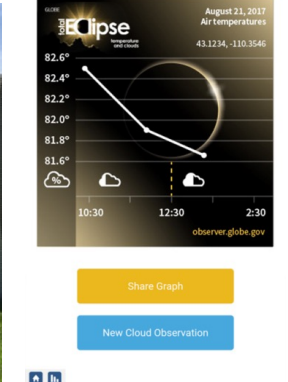 GLOBE
August 21, 2017
total Eclipse
Air temperatures
temperature
and clouds
43.1234, -110.3546
82.6°
82.4°
82.2°
82.0°
81.8°
81.6°
%
10:30 12:30 2:30
observer.globe.gov
Share Graph
New Cloud Observation